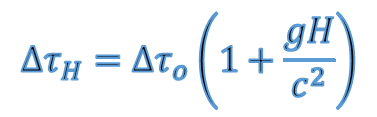 Δτ_H = Δτ_o (1 + gH/c²)